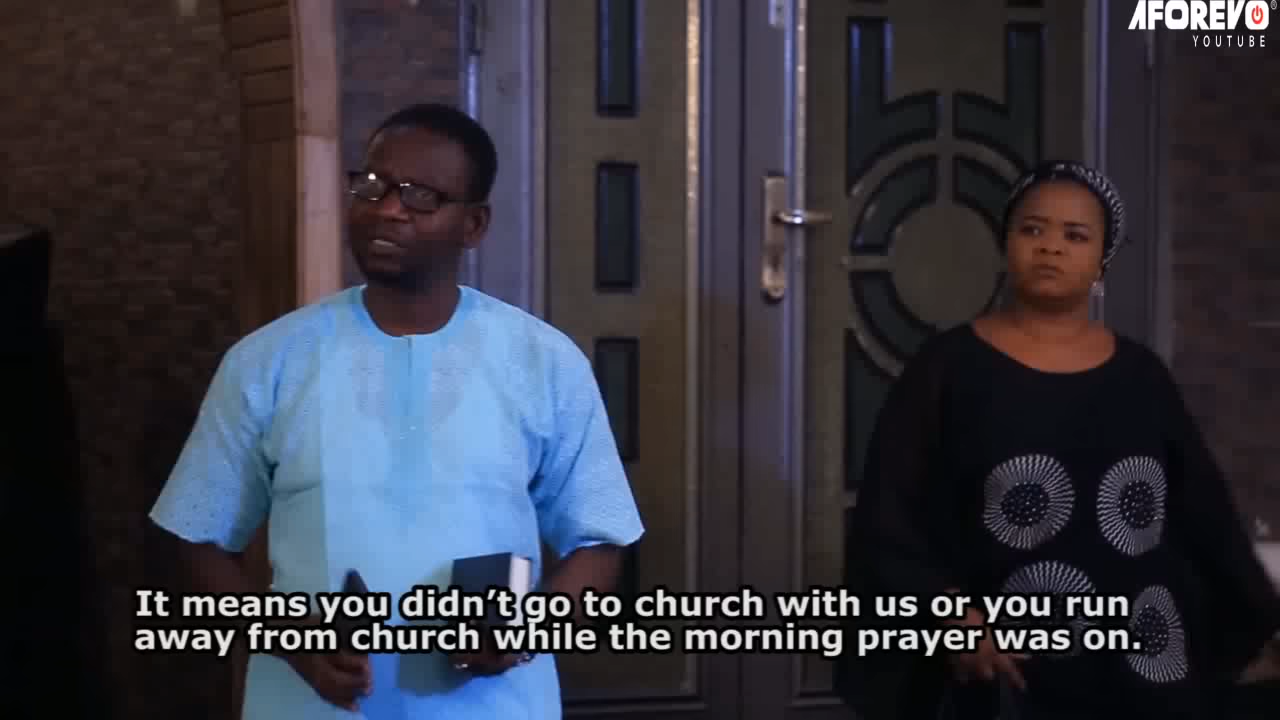 AFOREVO
YOUTUBE
It means you didn’t go to church with us or you run
away from church while the morning prayer was on.